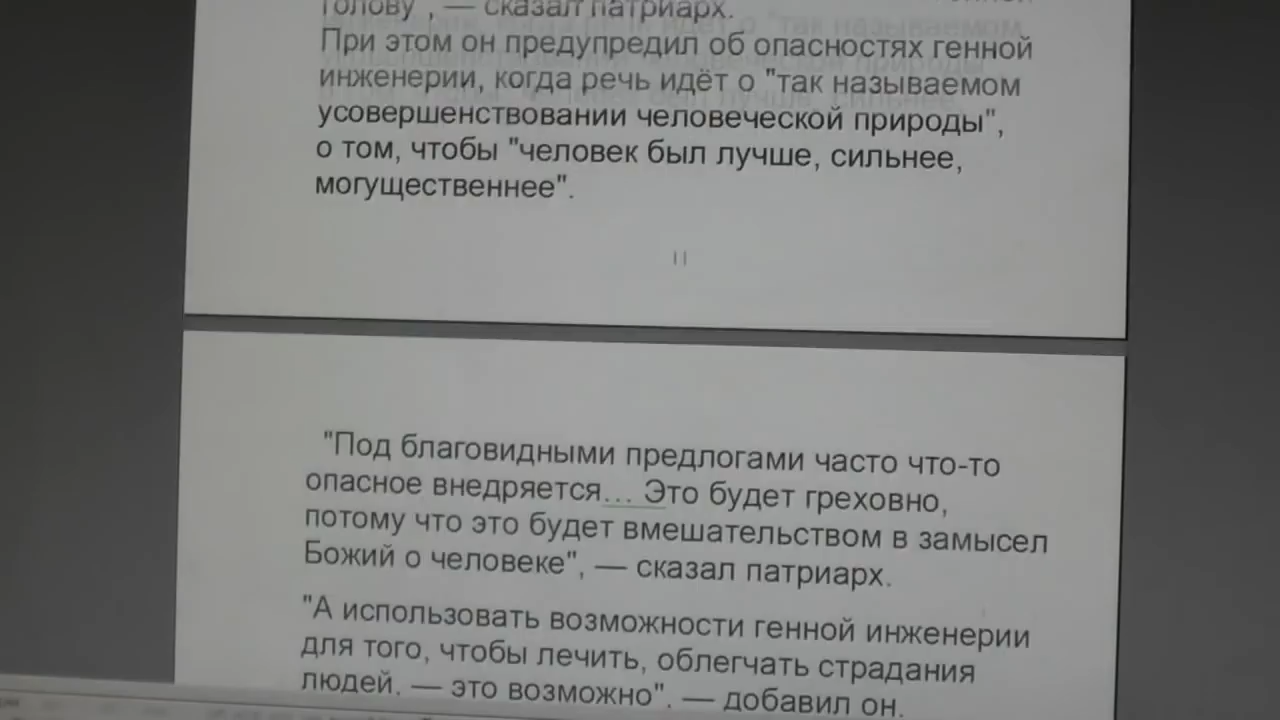 голову", — сказал патриарх.
При этом он предупредил об опасностях генной
инженерии, когда речь идёт о "так называемом
усовершенствовании человеческой природы",
о том, чтобы "человек был лучше, сильнее,
могущественнее".
11
"Под благовидными предлогами часто что-то
опасное внедряется... Это будет греховно,
потому что это будет вмешательством в замысел
Божий о человеке", — сказал патриарх.
"А использовать возможности генной инженерии
для того, чтобы лечить, облегчать страдания
людей, — это возможно", — добавил он.